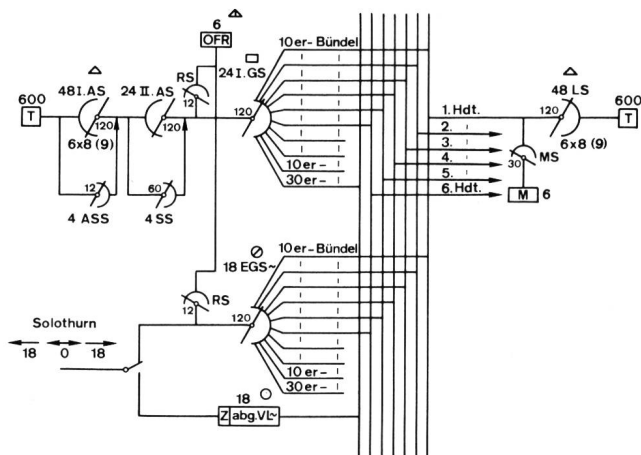 6
OFR
10er-Bündel
RS
12
24 I. GS
600
T
48 I. AS
24 II. AS
120
120
120
6x8 (9)
12
4 ASS
60
4 SS
10er-
30er-
1. Hdt.
2.
3.
4.
5.
6. Hdt.
48 LS
120
600
T
6x8 (9)
MS
30
M
6
10er-Bündel
18 EGS~
RS
12
120
Solothurn
18
0
18
10er-
30er-
18
Z
abg.VL~